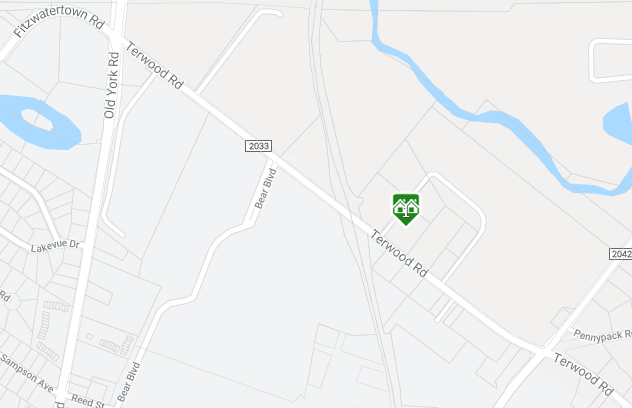 Fitzwatertown Rd
Old York Rd
Terwood Rd
2033
Bear Blvd
Terwood Rd
Lakevue Dr
2042
Rd
Pennypack R
Sampson Ave
Bear Blvd
Terwood Rd
Reed St